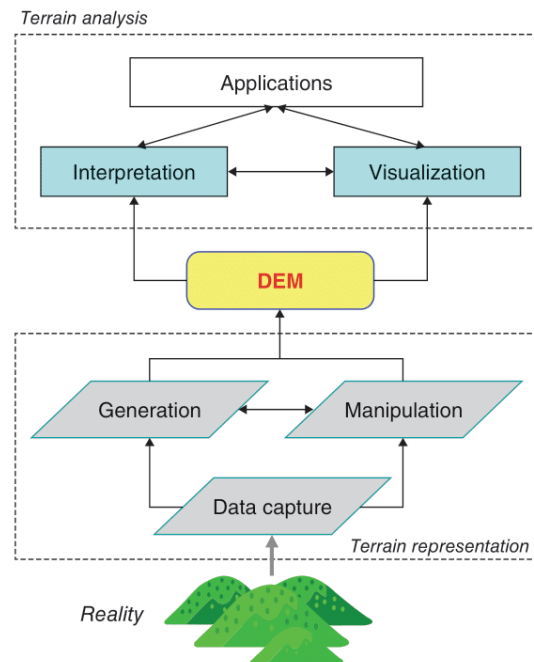 Terrain analysis
Applications
Interpretation
Visualization
DEM
Generation
Manipulation
Data capture
Terrain representation
Reality